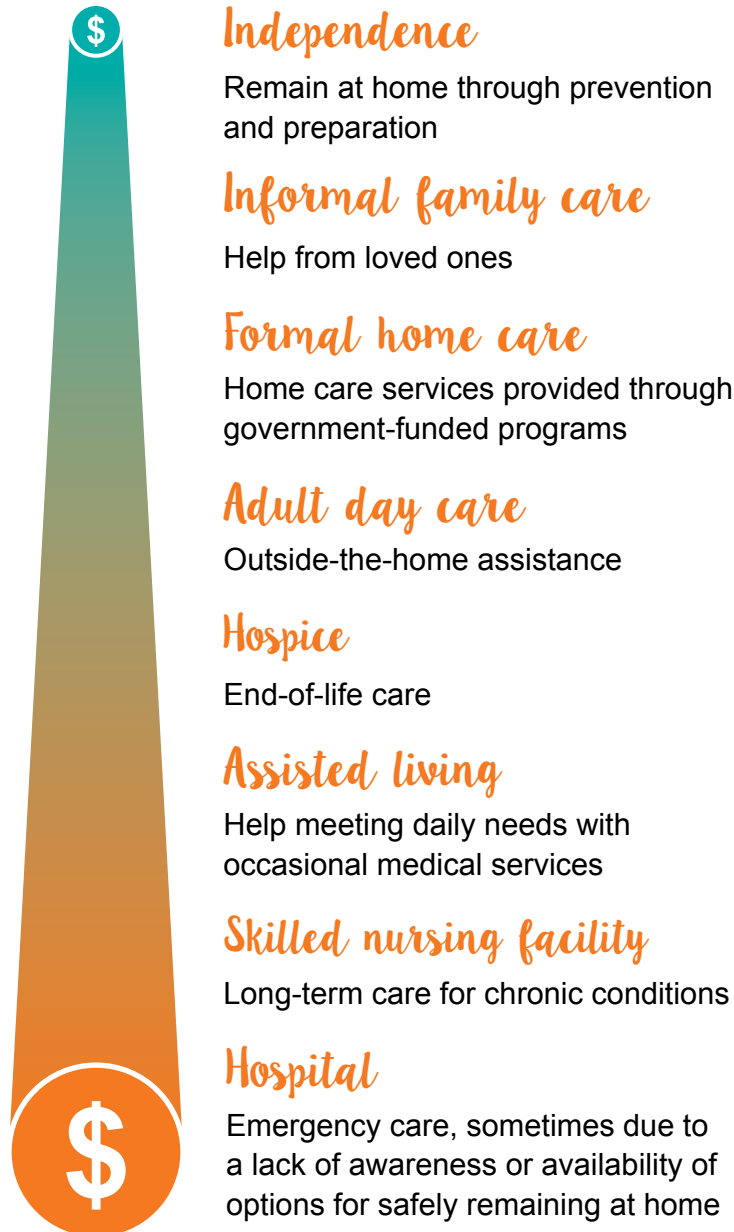 $
Independence
Remain at home through prevention
and preparation
Informal family care
Help from loved ones
Formal home care
Home care services provided through
government-funded programs
Adult day care
Outside-the-home assistance
Hospice
End-of-life care
Assisted living
Help meeting daily needs with
occasional medical services
Skilled nursing facility
Long-term care for chronic conditions
Hospital
$
Emergency care, sometimes due to
a lack of awareness or availability of
options for safely remaining at home